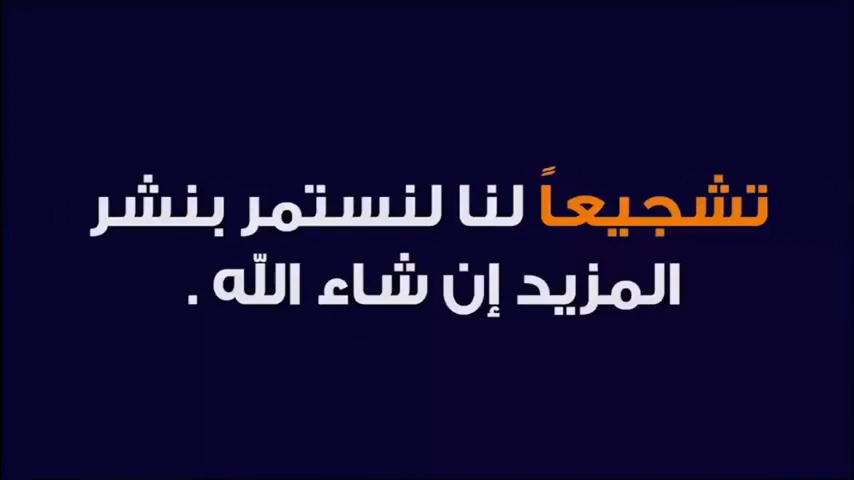 تشجيعاً لنا لنستمر بنشر
المزيد إن شاء الله .